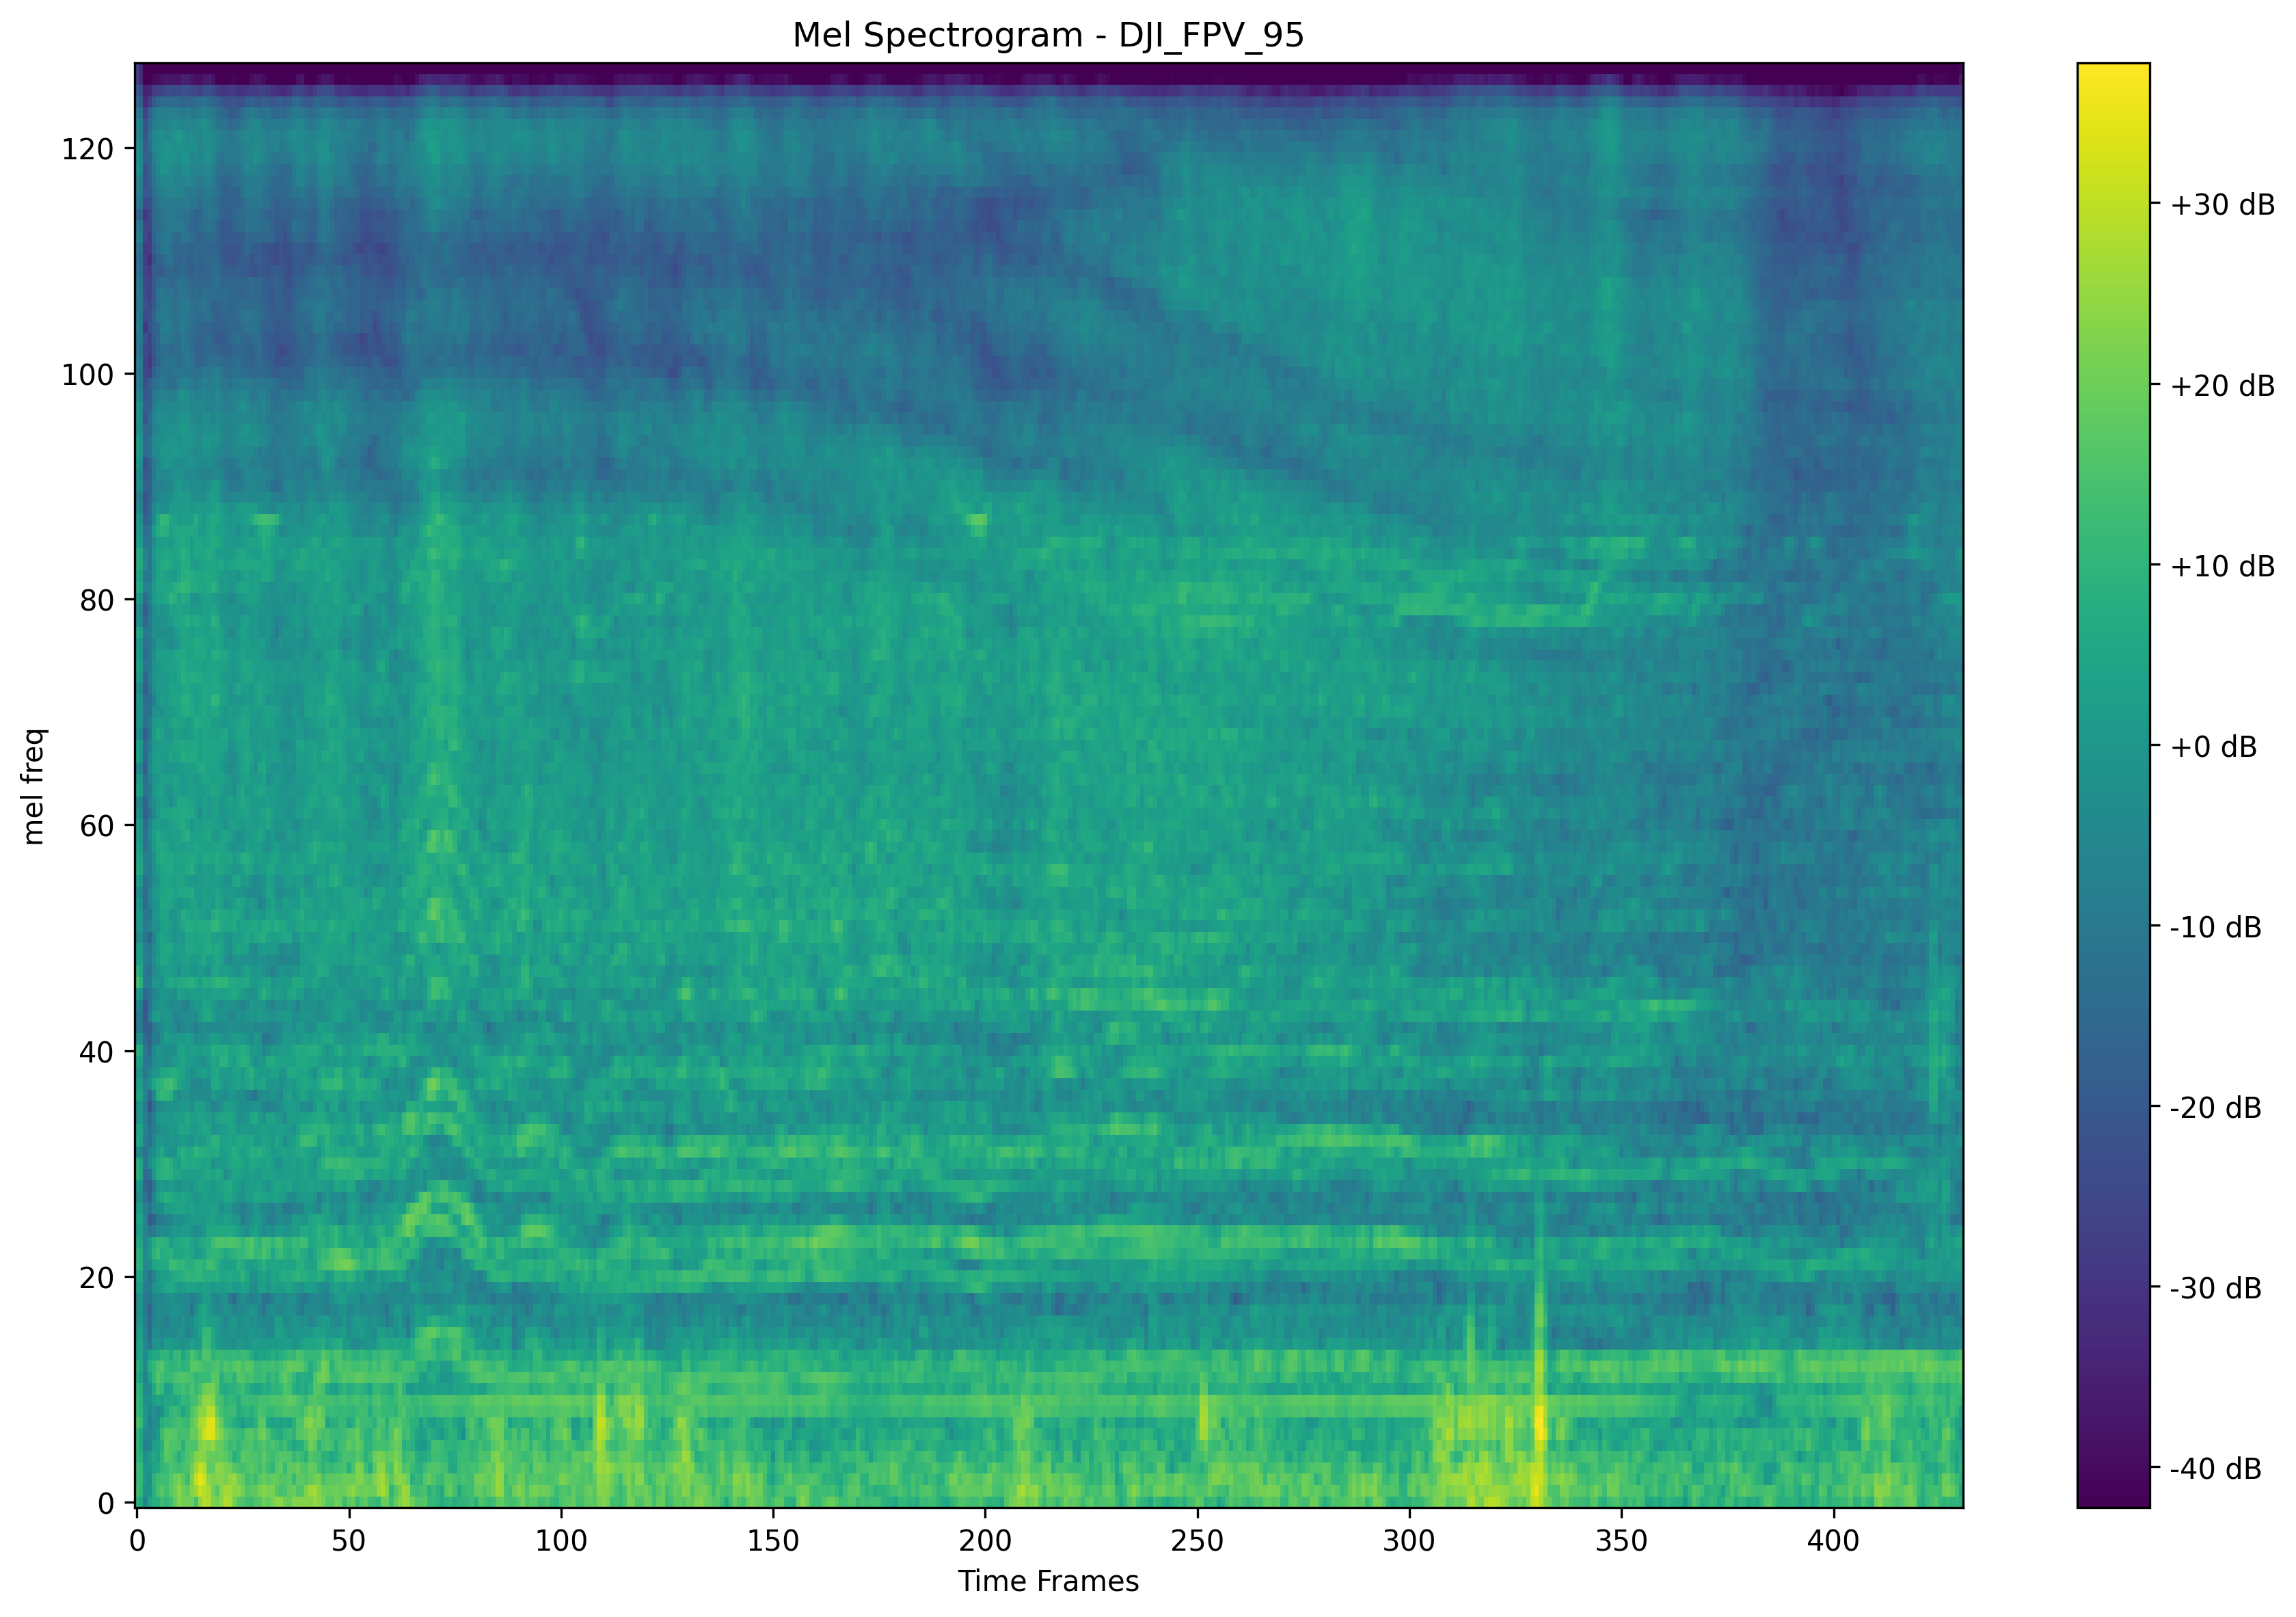 Mel Spectrogram - DJI_FPV_95
mel freq
120
100
80
60
40
20
0
0 50 100 150 200 250 300 350 400
Time Frames
+30 dB
+20 dB
+10 dB
+0 dB
-10 dB
-20 dB
-30 dB
-40 dB